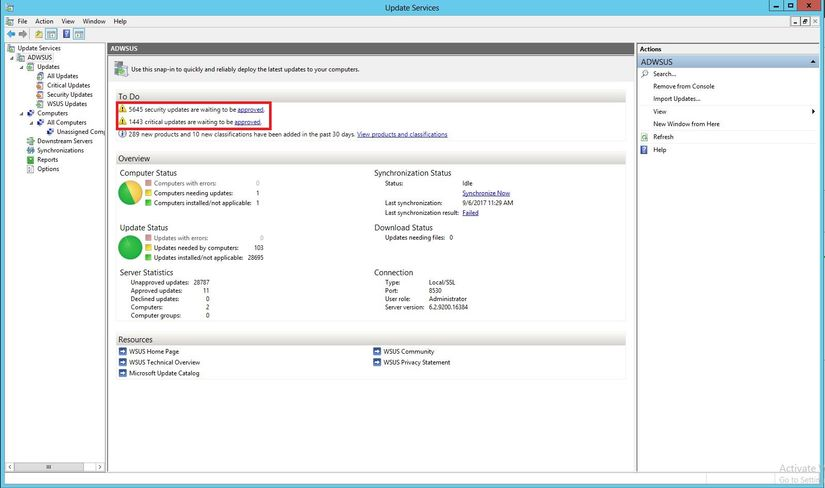 Update Services
File Action View Window Help
Update Services
ADWSUS
Updates
All Updates
Critical Updates
Security Updates
WSUS Updates
Computers
All Computers
Unassigned Comp
Downstream Servers
Synchronizations
Reports
Options
ADWSUS
Use this snap-in to quickly and reliably deploy the latest updates to your computers.
To Do
5645 security updates are waiting to be approved.
1443 critical updates are waiting to be approved.
289 new products and 10 new classifications have been added in the past 30 days. View products and classifications
Overview
Computer Status
Computers with errors: 0
Computers needing updates: 1
Computers installed/not applicable: 1
Synchronization Status
Status: Idle
Synchronize Now
Last synchronization: 9/6/2017 11:29 AM
Last synchronization result: Failed
Update Status
Updates with errors: 0
Updates needed by computers: 103
Updates installed/not applicable: 28695
Download Status
Updates needing files: 0
Server Statistics
Unapproved updates: 28787
Approved updates: 11
Declined updates: 0
Computers: 2
Computer groups: 0
Connection
Type: Local/SSL
Port: 8530
User role: Administrator
Server version: 6.2.9200.16384
Resources
WSUS Home Page
WSUS Technical Overview
Microsoft Update Catalog
WSUS Community
WSUS Privacy Statement
Actions
ADWSUS
Search...
Remove from Console
Import Updates...
View
New Window from Here
Refresh
Help
Activate
Go to Settin